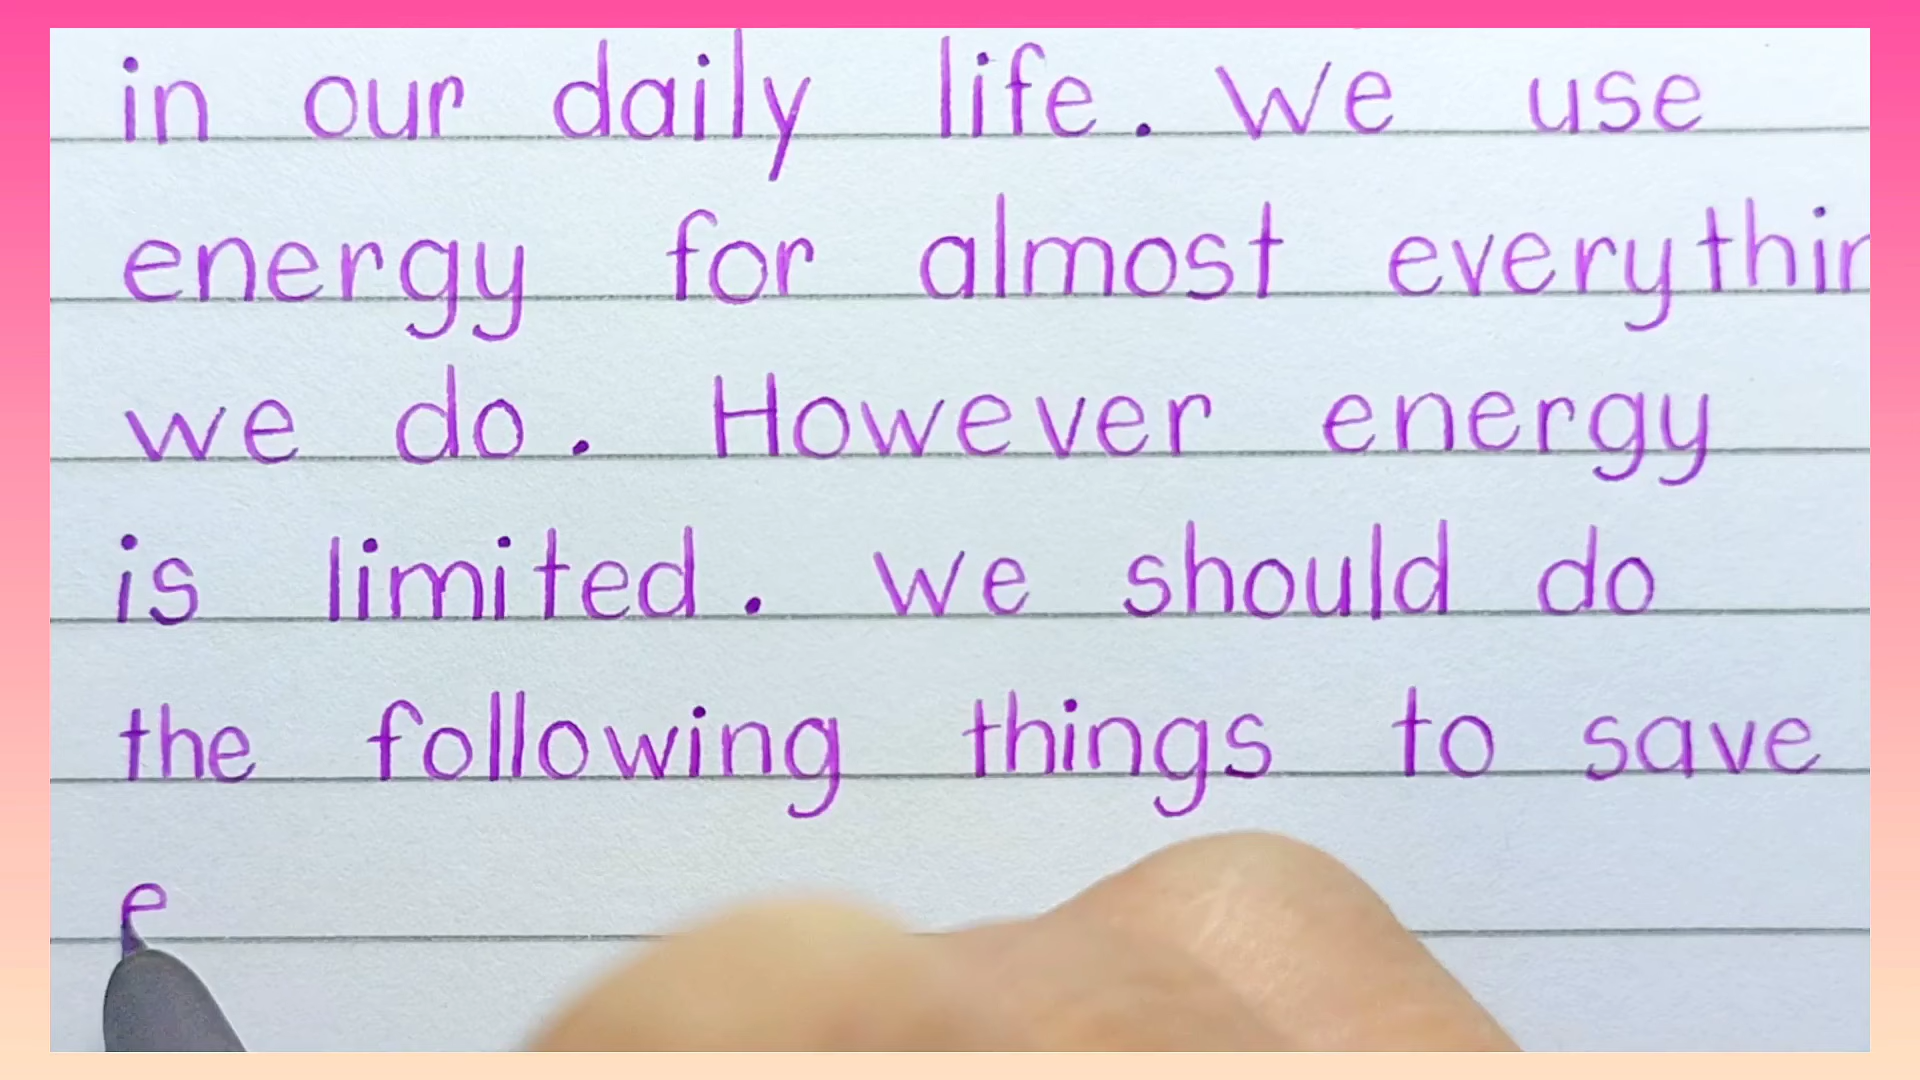 in our daily life. We use
energy for almost everythin
we do. However energy
is limited. We should do
the following things to save
e